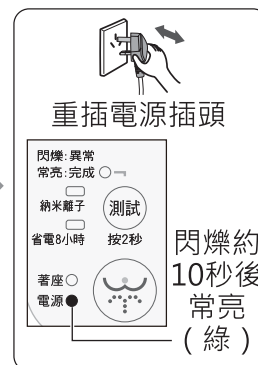 重插電源插頭
閃爍:異常
常亮:完成
納米離子
測試
省電8小時
按2秒
著座
電源
閃爍約
10秒後
常亮
(綠)